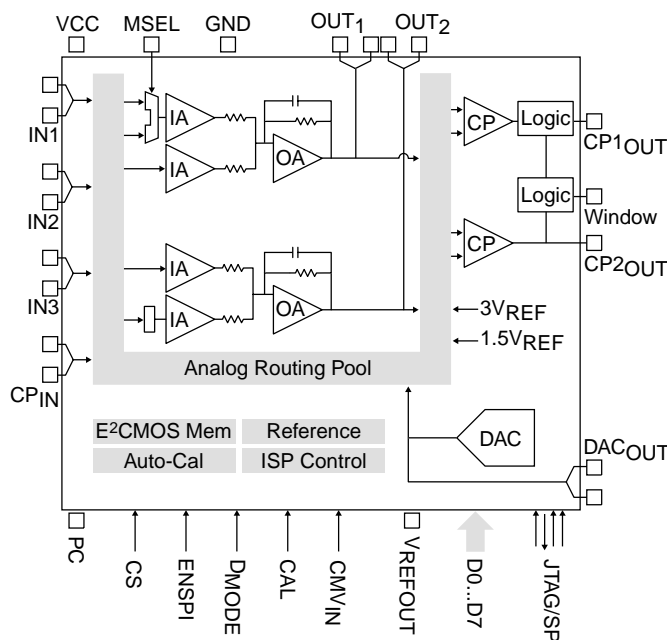 VCC MSEL GND OUT1 OUT2
IN1
IA
IA
OA
CP
Logic
CP1OUT
IN2
Logic
Window
IN3
IA
IA
OA
CP
CP2OUT
3VREF
1.5VREF
Analog Routing Pool
CPIN
E2CMOS Mem
Reference
Auto-Cal
ISP Control
DAC
DACOUT
PC
CS
ENSPI
DMODE
CAL
CMVIN
VREFOUT
D0...D7
JTAG/SP